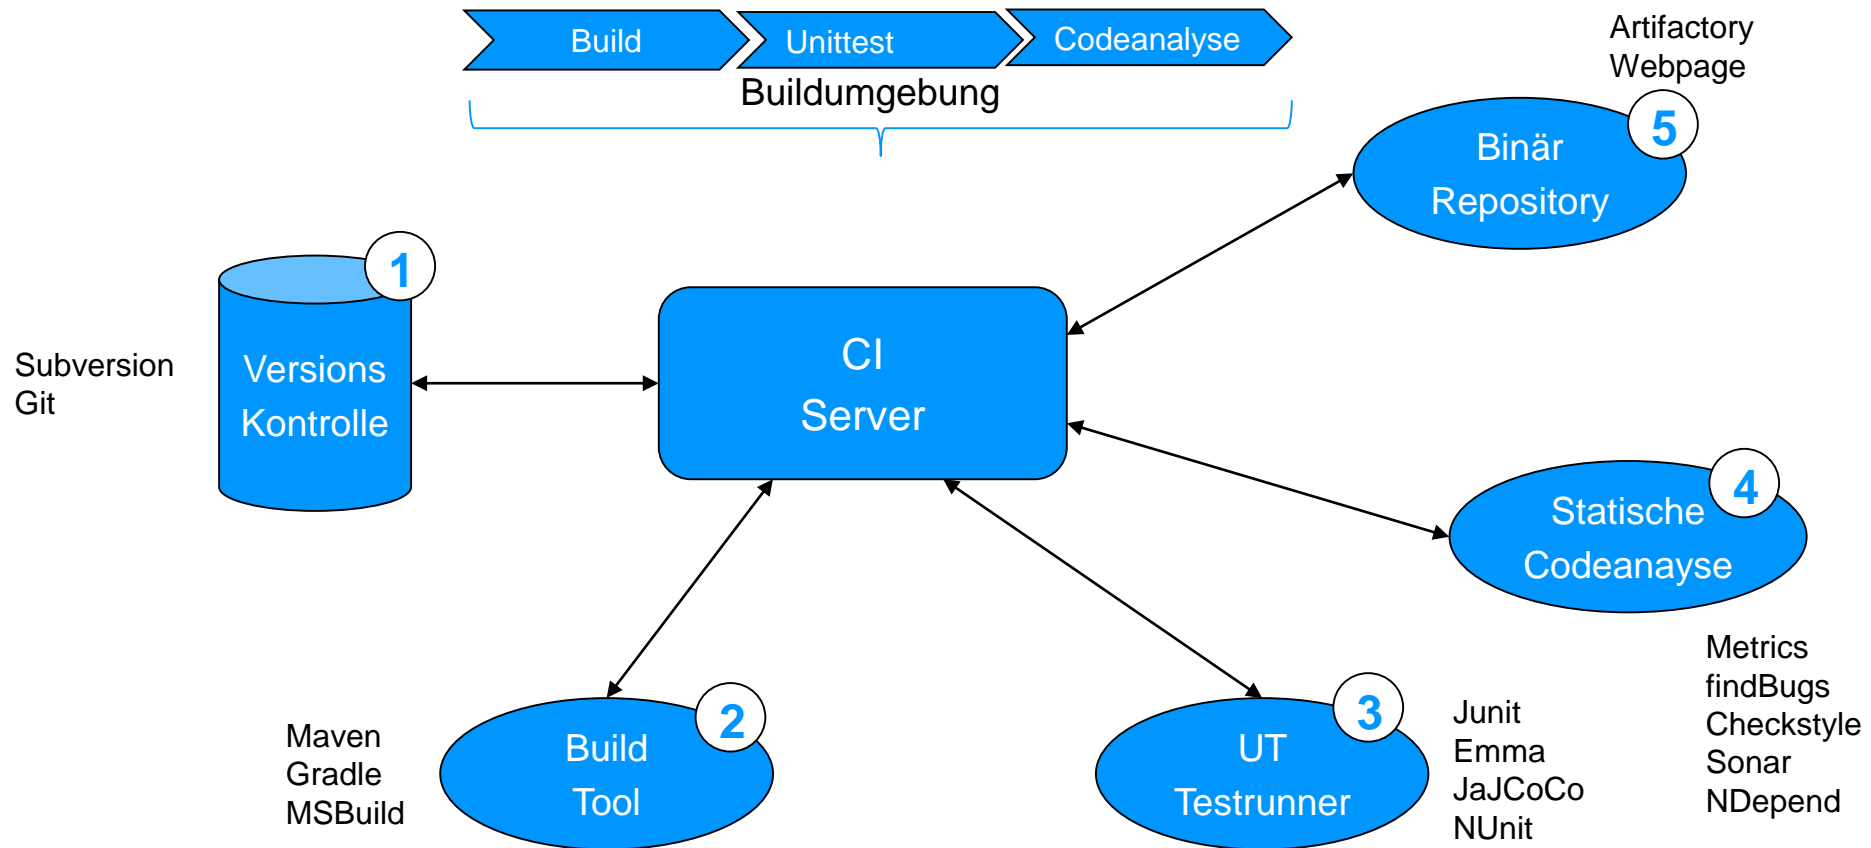 Build
Unittest
Codeanalyse
Buildumgebung
Artifactory
Webpage
5
Binär
Repository
1
Versions
Kontrolle
Subversion
Git
CI
Server
4
Statische
Codeanayse
Metrics
findBugs
Checkstyle
Sonar
NDepend
2
Build
Tool
Maven
Gradle
MSBuild
3
UT
Testrunner
Junit
Emma
JaJCoCo
NUnit